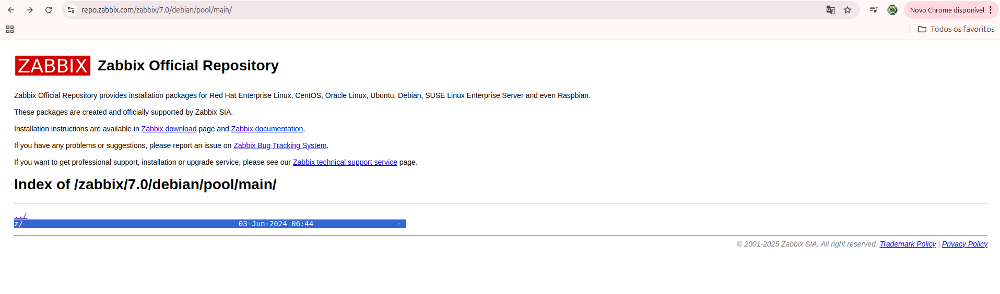 repo.zabbix.com/zabbix/7.0/debian/pool/main/
Novo Chrome disponível
Todos os favoritos
ZABBIX Zabbix Official Repository
Zabbix Official Repository provides installation packages for Red Hat Enterprise Linux, CentOS, Oracle Linux, Ubuntu, Debian, SUSE Linux Enterprise Server and even Raspbian.
These packages are created and officially supported by Zabbix SIA.
Installation instructions are available in Zabbix download page and Zabbix documentation.
If you have any problems or suggestions, please report an issue on Zabbix Bug Tracking System.
If you want to get professional support, installation or upgrade service, please see our Zabbix technical support service page.
Index of /zabbix/7.0/debian/pool/main/
../
z/ 03-Jun-2024 06:44 -
© 2001-2025 Zabbix SIA. All right reserved. Trademark Policy | Privacy Policy